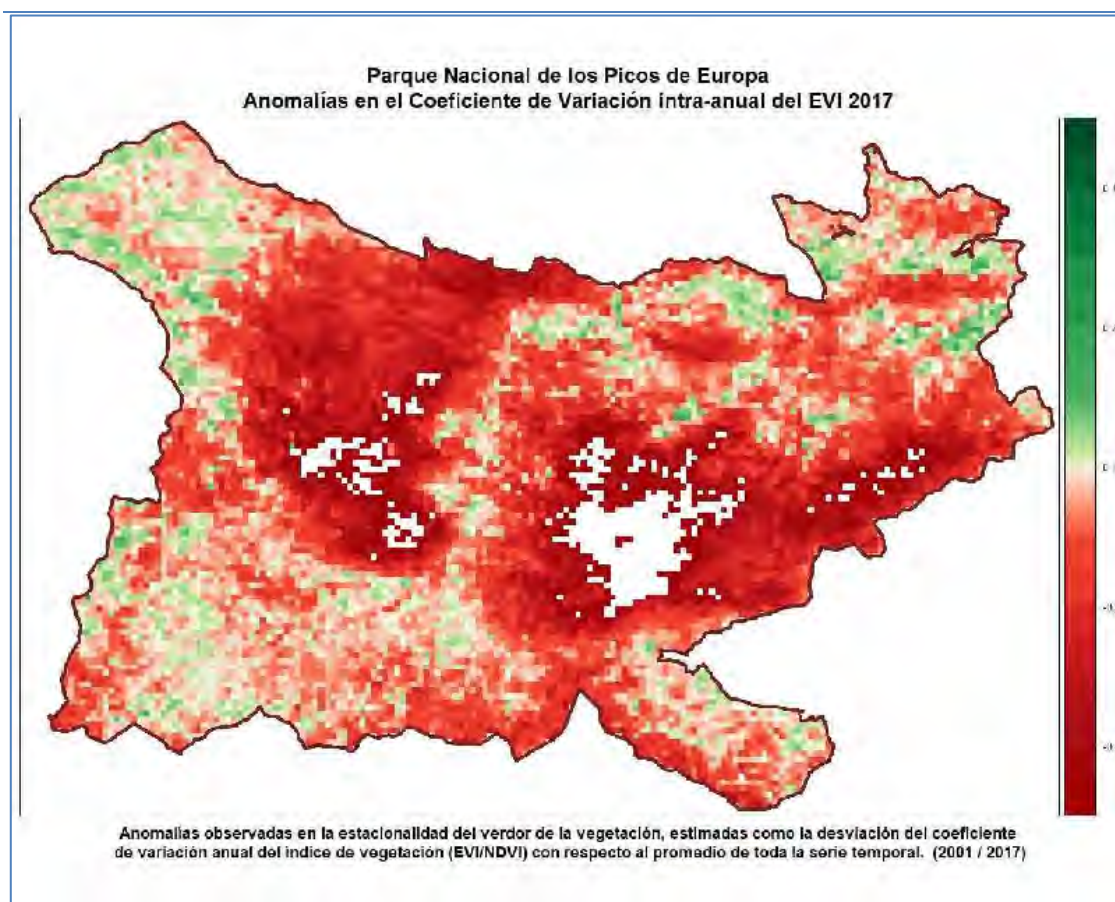 Parque Nacional de los Picos de Europa
Anomalías en el Coeficiente de Variación intra-anual del EVI 2017
Anomalías observadas en la estacionalidad del verdor de la vegetación, estimadas como la desviación del coeficiente
de variación anual del índice de vegetación (EVI/NDVI) con respecto al promedio de toda la serie temporal. (2001 / 2017)